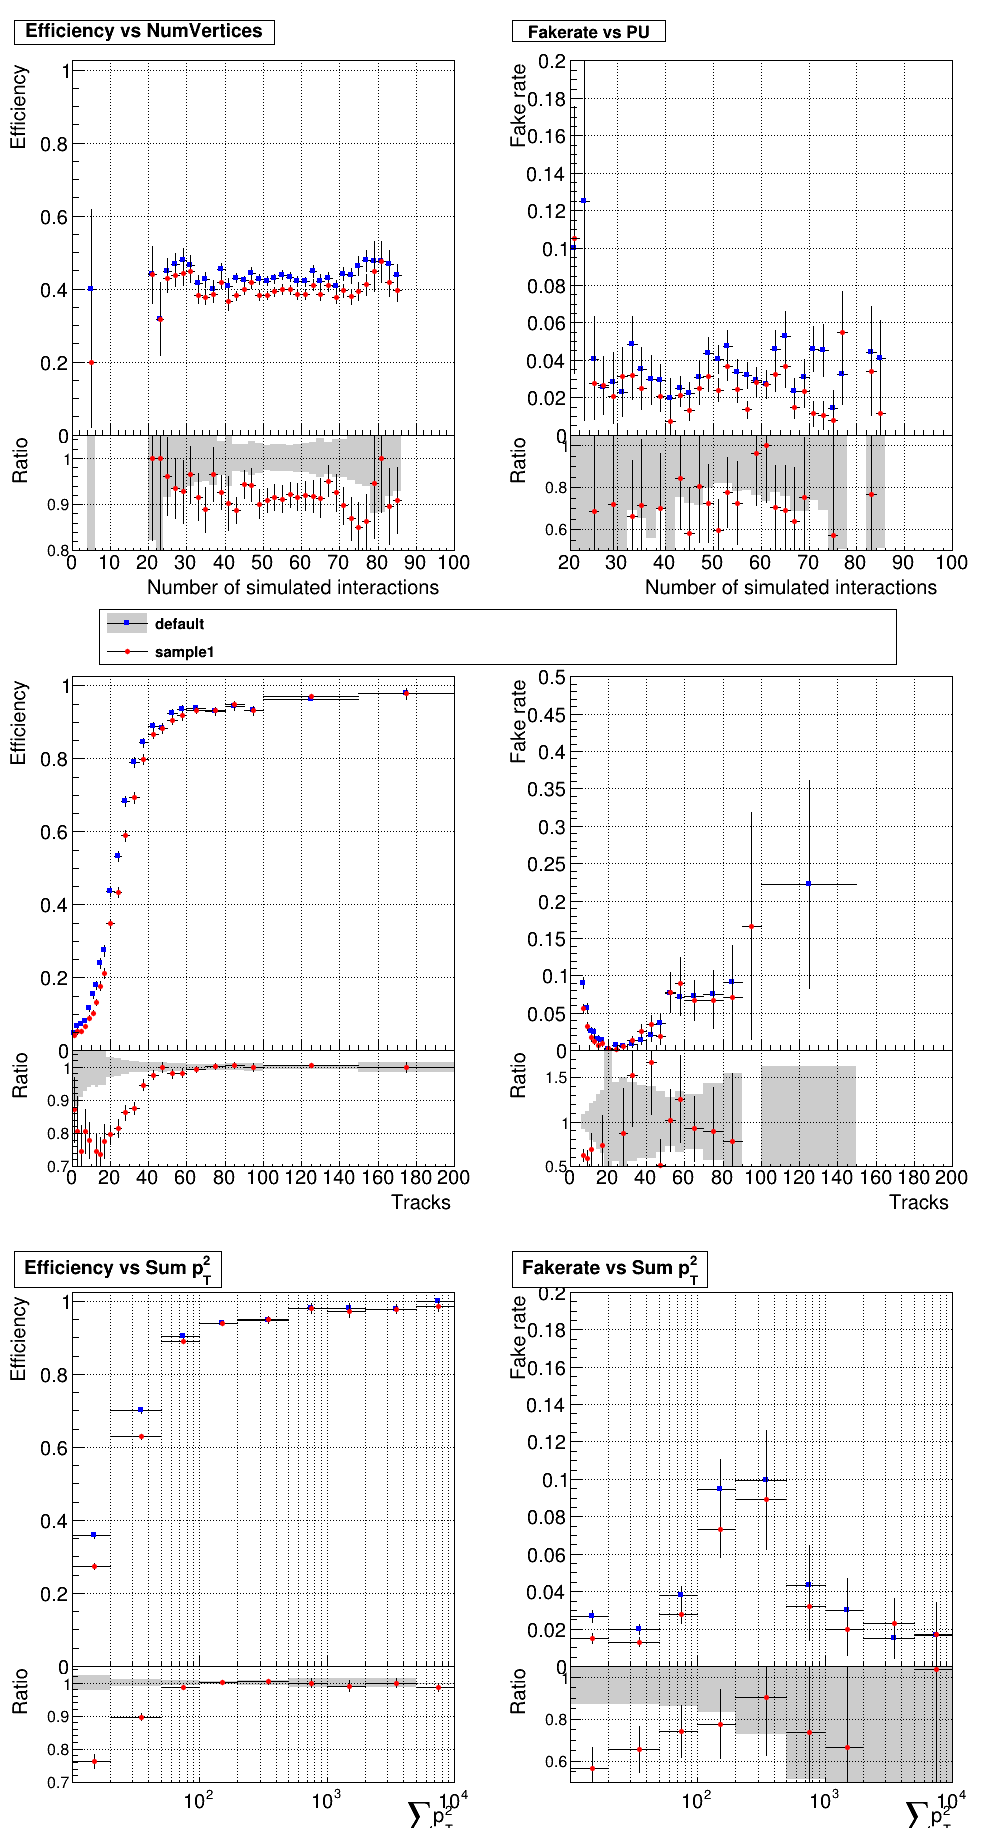 Efficiency vs NumVertices
Fakerate vs PU
Efficiency
1
0.8
0.6
0.4
0.2
0
Ratio
1
0.9
0.8
0 10 20 30 40 50 60 70 80 90 100
Number of simulated interactions
Fake rate
0.2
0.18
0.16
0.14
0.12
0.1
0.08
0.06
0.04
0.02
0
Ratio
1
0.8
0.6
20 30 40 50 60 70 80 90 100
Number of simulated interactions
default
sample1
Efficiency
1
0.8
0.6
0.4
0.2
0
Ratio
1
0.9
0.8
0.7
0 20 40 60 80 100 120 140 160 180 200
Tracks
Fake rate
0.5
0.45
0.4
0.35
0.3
0.25
0.2
0.15
0.1
0.05
0
Ratio
1.5
1
0.5
0 20 40 60 80 100 120 140 160 180 200
Tracks
Efficiency vs Sum p_T^2
Fakerate vs Sum p_T^2
Efficiency
1
0.8
0.6
0.4
0.2
0
Ratio
1
0.9
0.8
0.7
10^2 10^3 10^4
∑p_T^2
Fake rate
0.2
0.18
0.16
0.14
0.12
0.1
0.08
0.06
0.04
0.02
0
Ratio
1
0.8
0.6
10^2 10^3 10^4
∑p_T^2